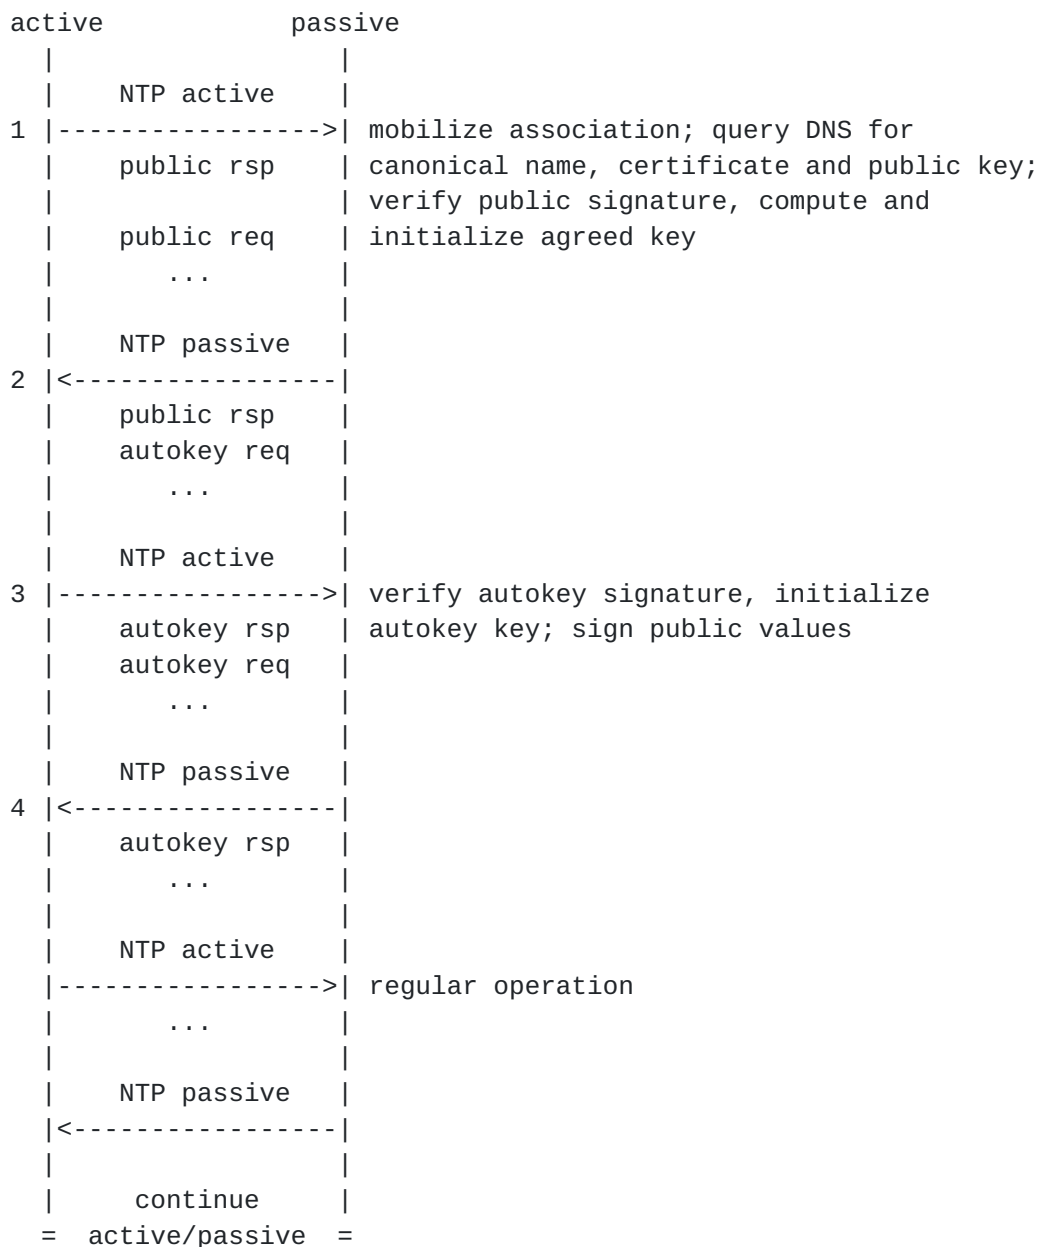 active            passive
  |                   |
  |    NTP active     |
1 |----------------->| mobilize association; query DNS for
  |    public rsp     | canonical name, certificate and public key;
  |                   | verify public signature, compute and
  |    public req     | initialize agreed key
  |       ...         |
  |                   |
  |    NTP passive    |
2 |<-----------------|
  |    public rsp     |
  |    autokey req    |
  |       ...         |
  |                   |
  |    NTP active     |
3 |----------------->| verify autokey signature, initialize
  |    autokey rsp    | autokey key; sign public values
  |    autokey req    |
  |       ...         |
  |                   |
  |    NTP passive    |
4 |<-----------------|
  |    autokey rsp    |
  |       ...         |
  |                   |
  |    NTP active     |
  |----------------->| regular operation
  |       ...         |
  |                   |
  |    NTP passive    |
  |<-----------------|
  |                   |
  |     continue      |
  =  active/passive  =